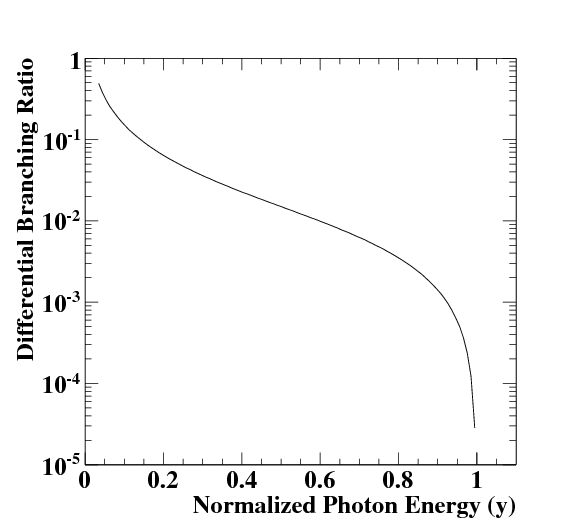 Differential Branching Ratio
1
10-1
10-2
10-3
10-4
10-5
0 0.2 0.4 0.6 0.8 1
Normalized Photon Energy (y)